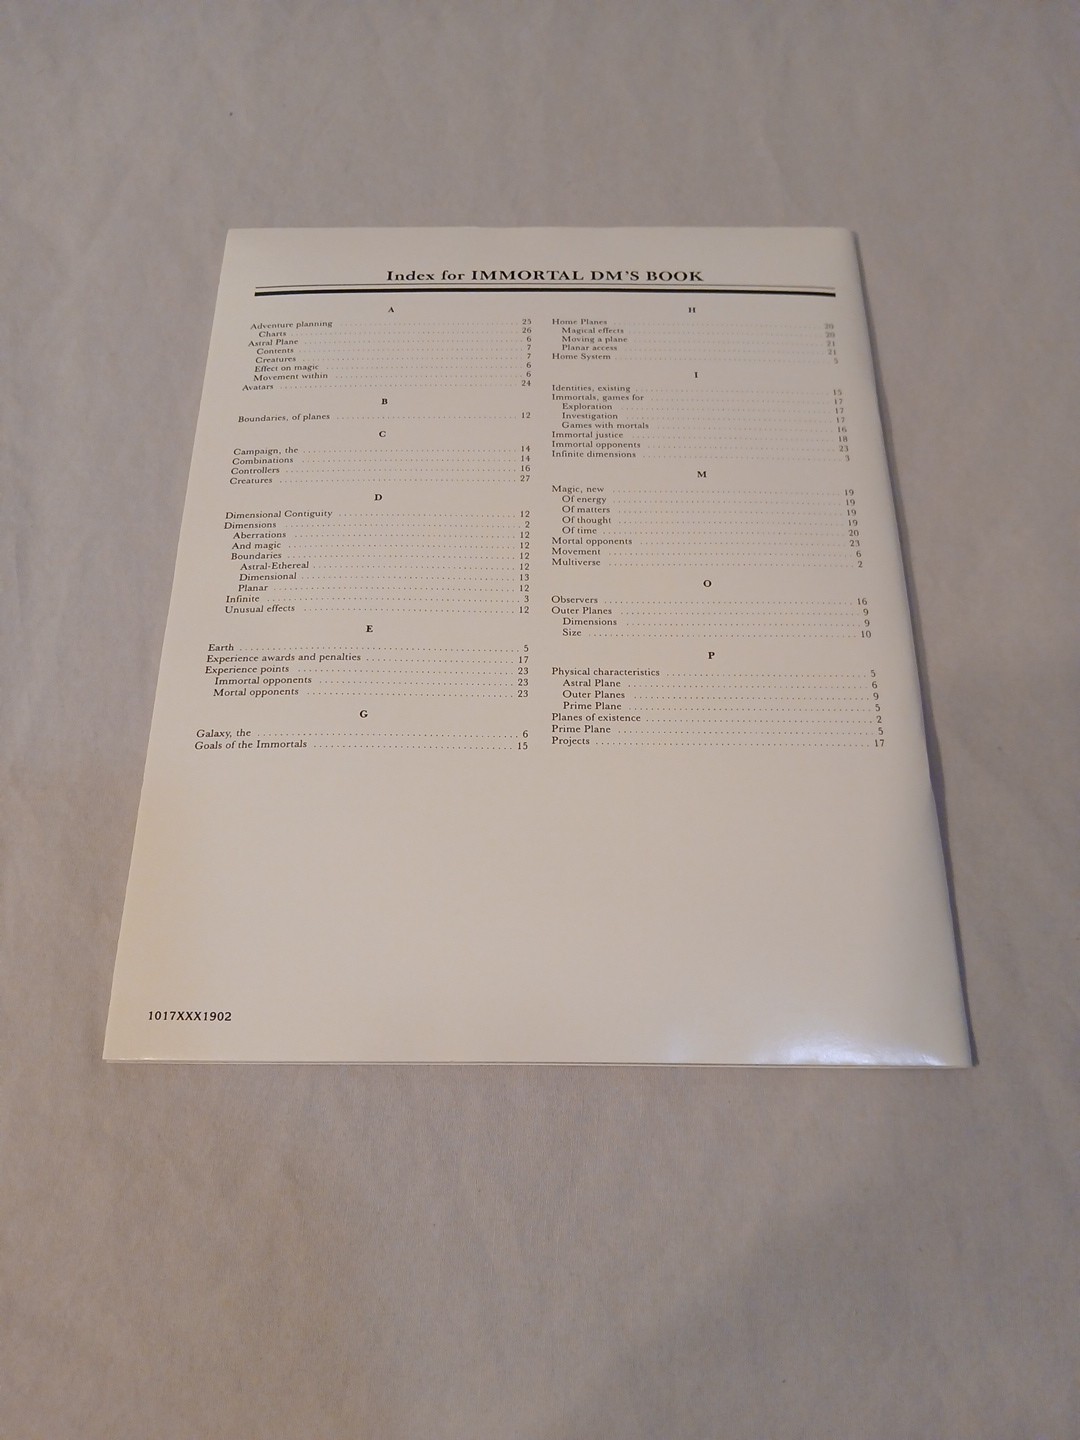 Index for IMMORTAL DM'S BOOK
A
Adventure planning 25
Charts 26
Astral Plane 6
Contents 7
Creatures 7
Effect on magic 6
Movement within 6
Avatars 24
B
Boundaries, of planes 12
C
Campaign, the 14
Combinations 14
Controllers 16
Creatures 27
D
Dimensional Contiguity 12
Dimensions 2
Aberrations 12
And magic 12
Boundaries 12
Astral-Ethereal 12
Dimensional 13
Planar 12
Infinite 3
Unusual effects 12
E
Earth 5
Experience awards and penalties 17
Experience points 23
Immortal opponents 23
Mortal opponents 23
G
Galaxy, the 6
Goals of the Immortals 15
H
Home Planes 20
Magical effects 20
Moving a plane 21
Planar access 21
Home System 5
I
Identities, existing 15
Immortals, games for 17
Exploration 17
Investigation 17
Games with mortals 16
Immortal justice 18
Immortal opponents 23
Infinite dimensions 3
M
Magic, new 19
Of energy 19
Of matters 19
Of thought 19
Of time 20
Mortal opponents 23
Movement 6
Multiverse 2
O
Observers 16
Outer Planes 9
Dimensions 9
Size 10
P
Physical characteristics 5
Astral Plane 6
Outer Planes 9
Prime Plane 5
Planes of existence 2
Prime Plane 5
Projects 17
1017XXX1902